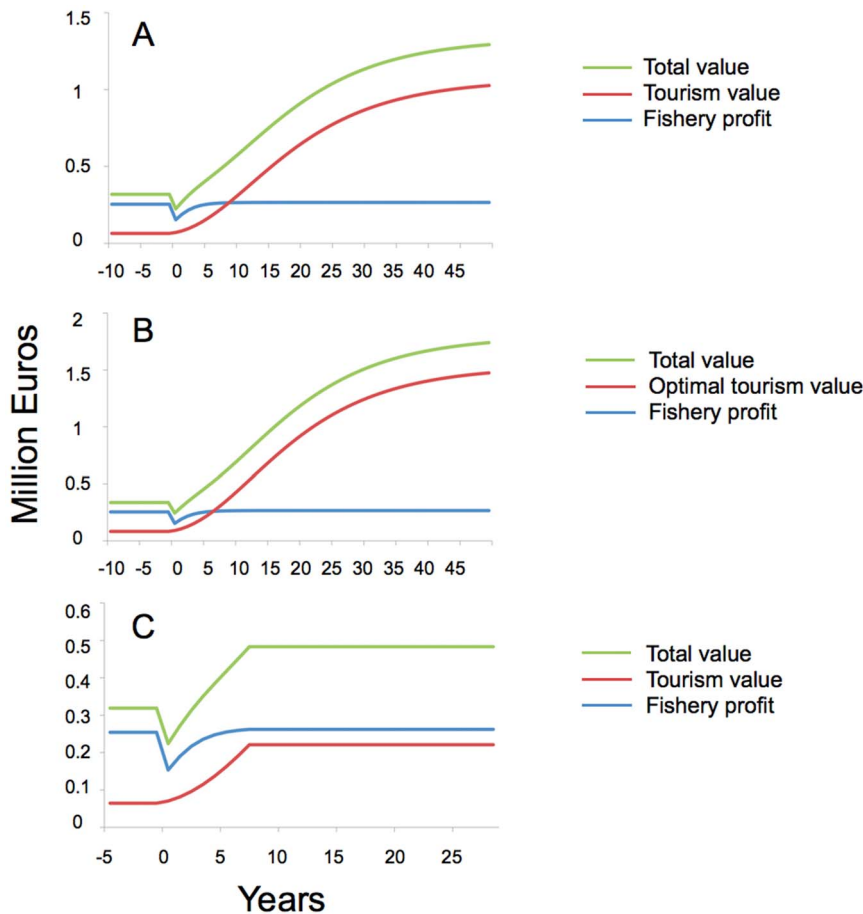 Million Euros
A
1.5
1
0.5
0
-10 -5 0 5 10 15 20 25 30 35 40 45
Total value
Tourism value
Fishery profit
B
2
1.5
1
0.5
0
-10 -5 0 5 10 15 20 25 30 35 40 45
Total value
Optimal tourism value
Fishery profit
C
0.6
0.5
0.4
0.3
0.2
0.1
0
-5 0 5 10 15 20 25
Total value
Tourism value
Fishery profit
Years